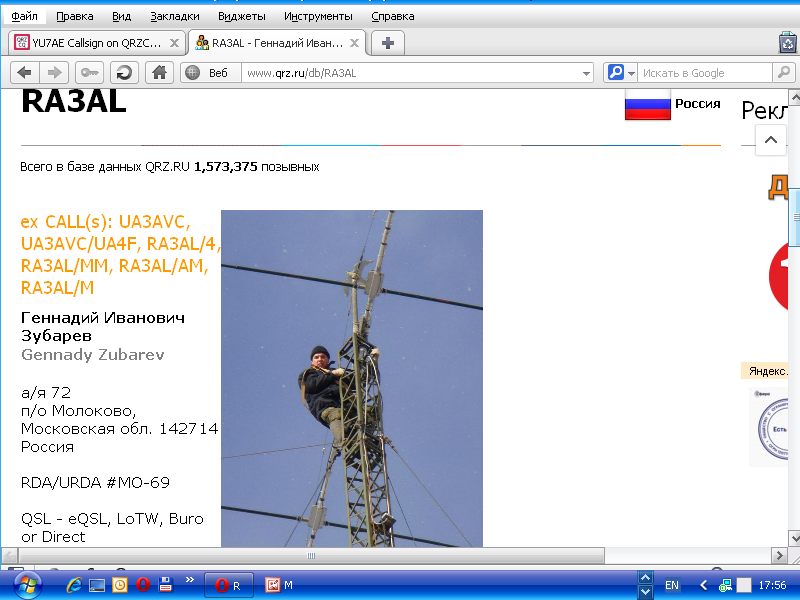 Файл Правка Вид Закладки Виджеты Инструменты Справка
YU7AE Callsign on QRZC...
RA3AL - Геннадий Иван...
Веб
www.qrz.ru/db/RA3AL
Искать в Google
RA3AL
Россия
Рекл
Всего в базе данных QRZ.RU 1,573,375 позывных
ex CALL(s): UA3AVC,
UA3AVC/UA4F, RA3AL/4,
RA3AL/MM, RA3AL/AM,
RA3AL/M
Геннадий Иванович
Зубарев
Gennady Zubarev
а/я 72
п/о Молоково,
Московская обл. 142714
Россия
RDA/URDA #MO-69
QSL - eQSL, LoTW, Buro
or Direct
Д
1
Яндекс.
Есть
R
М
EN
17:56